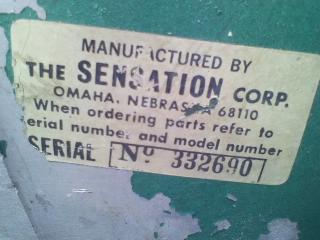 MANUFACTURED BY
THE SENSATION CORP.
OMAHA, NEBRASKA 68110
When ordering parts refer to
serial number and model number
SERIAL Nº 332690